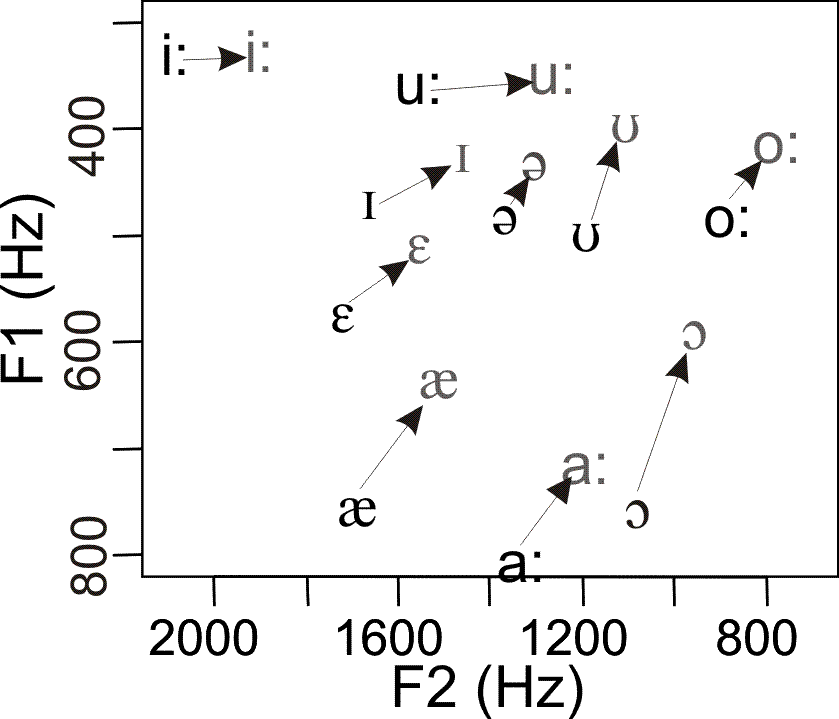 i: i:
u: u:
ʊ
o:
ɪ
ə
ɪ
ə
ʊ
o:
ɛ
ɛ
ɔ
æ
a:
æ
ɔ
a:
400
600
800
F1 (Hz)
2000 1600 1200 800
F2 (Hz)